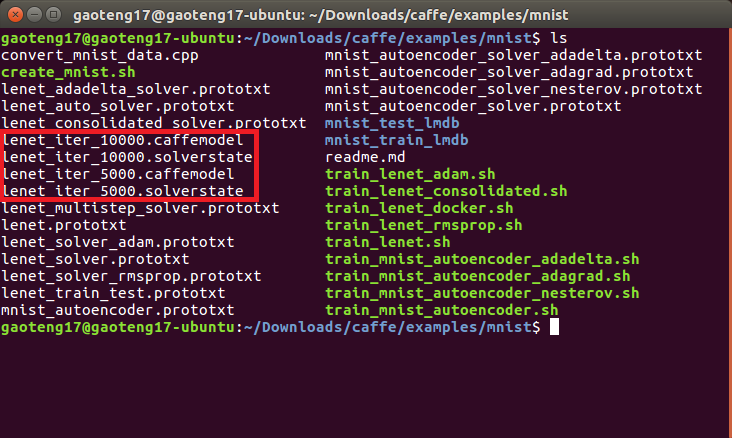 gaoteng17@gaoteng17-ubuntu: ~/Downloads/caffe/examples/mnist
gaoteng17@gaoteng17-ubuntu:~/Downloads/caffe/examples/mnist$ ls
convert_mnist_data.cpp mnist_autoencoder_solver_adadelta.prototxt
create_mnist.sh mnist_autoencoder_solver_adagrad.prototxt
lenet_adadelta_solver.prototxt mnist_autoencoder_solver_nesterov.prototxt
lenet_auto_solver.prototxt mnist_autoencoder_solver.prototxt
lenet_consolidated_solver.prototxt mnist_test_lmdb
lenet_iter_10000.caffemodel mnist_train_lmdb
lenet_iter_10000.solverstate readme.md
lenet_iter_5000.caffemodel train_lenet_adam.sh
lenet_iter_5000.solverstate train_lenet_consolidated.sh
lenet_multistep_solver.prototxt train_lenet_docker.sh
lenet.prototxt train_lenet_rmsprop.sh
lenet_solver_adam.prototxt train_lenet.sh
lenet_solver.prototxt train_mnist_autoencoder_adadelta.sh
lenet_solver_rmsprop.prototxt train_mnist_autoencoder_adagrad.sh
lenet_train_test.prototxt train_mnist_autoencoder_nesterov.sh
mnist_autoencoder.prototxt train_mnist_autoencoder.sh
gaoteng17@gaoteng17-ubuntu:~/Downloads/caffe/examples/mnist$